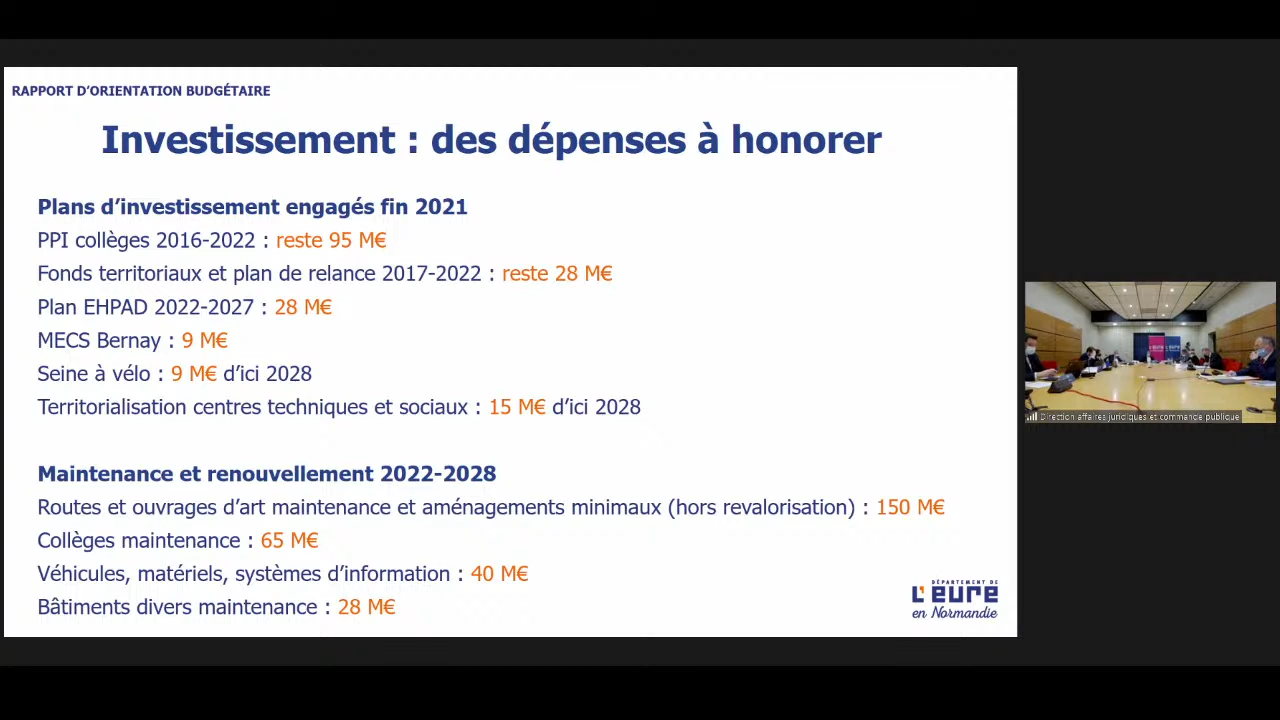 RAPPORT D'ORIENTATION BUDGÉTAIRE
Investissement : des dépenses à honorer
Plans d'investissement engagés fin 2021
PPI collèges 2016-2022 : reste 95 M€
Fonds territoriaux et plan de relance 2017-2022 : reste 28 M€
Plan EHPAD 2022-2027 : 28 M€
MECS Bernay : 9 M€
Seine à vélo : 9 M€ d'ici 2028
Territorialisation centres techniques et sociaux : 15 M€ d'ici 2028
Maintenance et renouvellement 2022-2028
Routes et ouvrages d'art maintenance et aménagements minimaux (hors revalorisation) : 150 M€
Collèges maintenance : 65 M€
Véhicules, matériels, systèmes d'information : 40 M€
Bâtiments divers maintenance : 28 M€
DÉPARTEMENT DE
L'EURE
en Normandie
Direction affaires juridiques et commande publique